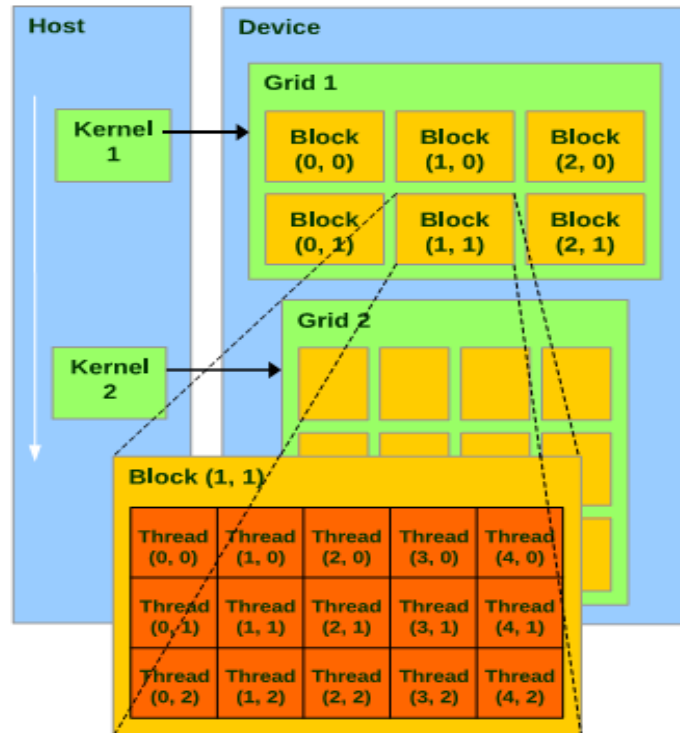 Host
Device
Grid 1
Kernel
1
Block
(0, 0)
Block
(1, 0)
Block
(2, 0)
Block
(0, 1)
Block
(1, 1)
Block
(2, 1)
Grid 2
Kernel
2
Block (1, 1)
Thread
(0, 0)
Thread
(1, 0)
Thread
(2, 0)
Thread
(3, 0)
Thread
(4, 0)
Thread
(0, 1)
Thread
(1, 1)
Thread
(2, 1)
Thread
(3, 1)
Thread
(4, 1)
Thread
(0, 2)
Thread
(1, 2)
Thread
(2, 2)
Thread
(3, 2)
Thread
(4, 2)